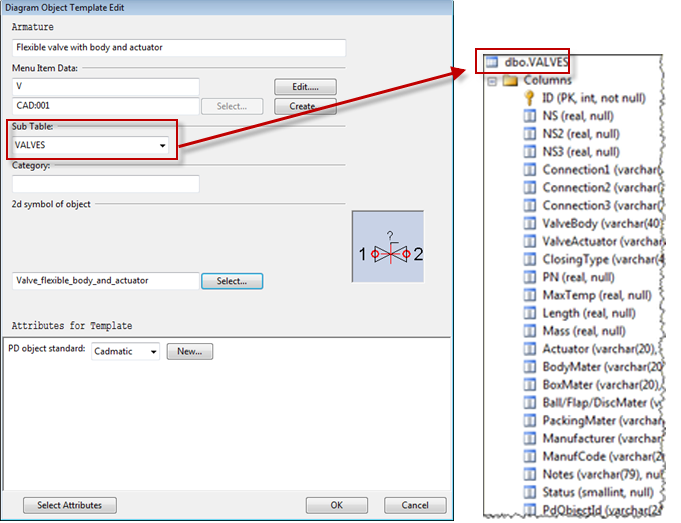 Diagram Object Template Edit
Armature
Flexible valve with body and actuator
Menu Item Data:
V
Edit.....
CAD:001
Select...
Create...
Sub Table:
VALVES
Category:
2d symbol of object
?
1
2
Valve_flexible_body_and_actuator
Select...
Attributes for Template
PD object standard:
Cadmatic
New...
Select Attributes
OK
Cancel
dbo.VALVES
Columns
ID (PK, int, not null)
NS (real, null)
NS2 (real, null)
NS3 (real, null)
Connection1 (varchar(
Connection2 (varchar(
Connection3 (varchar(
ValveBody (varchar(40)
ValveActuator (varchar
ClosingType (varchar(4
PN (real, null)
MaxTemp (real, null)
Length (real, null)
Mass (real, null)
Actuator (varchar(20),
BodyMater (varchar(20
BoxMater (varchar(20),
Ball/Flap/DiscMater (v
PackingMater (varchar
Manufacturer (varchar
ManufCode (varchar(2
Notes (varchar(79), nul
Status (smallint, null)
PdObjectId (varchar(2